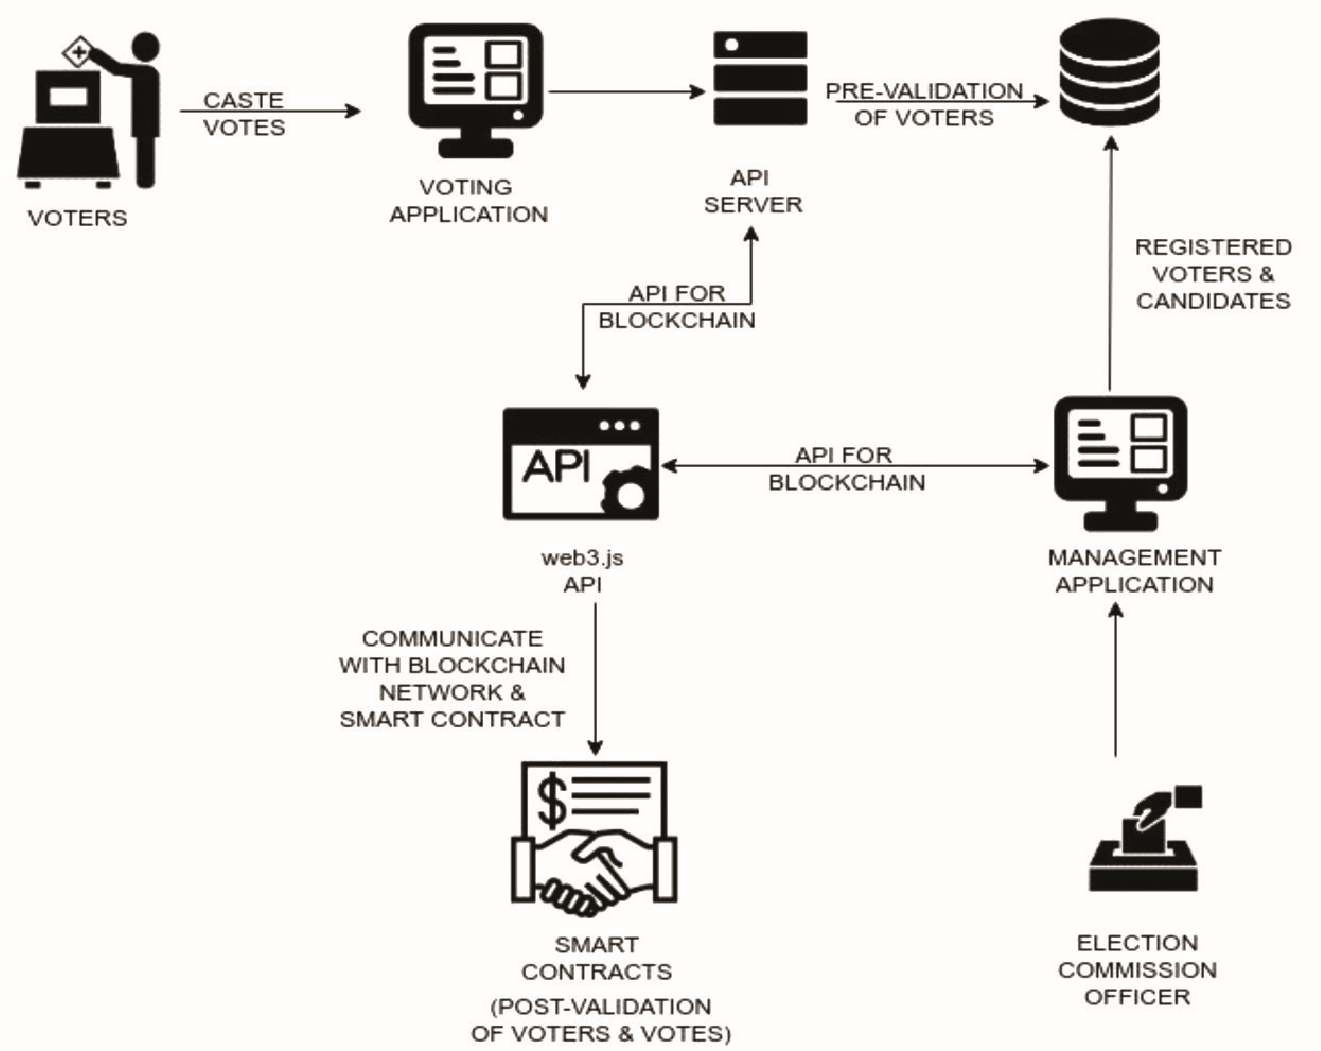 CASTE
VOTES
VOTERS
VOTING
APPLICATION
API
SERVER
PRE-VALIDATION
OF VOTERS
REGISTERED
VOTERS &
CANDIDATES
API FOR
BLOCKCHAIN
API
web3.js
API
API FOR
BLOCKCHAIN
MANAGEMENT
APPLICATION
COMMUNICATE
WITH BLOCKCHAIN
NETWORK &
SMART CONTRACT
$
SMART
CONTRACTS
(POST-VALIDATION
OF VOTERS & VOTES)
ELECTION
COMMISSION
OFFICER